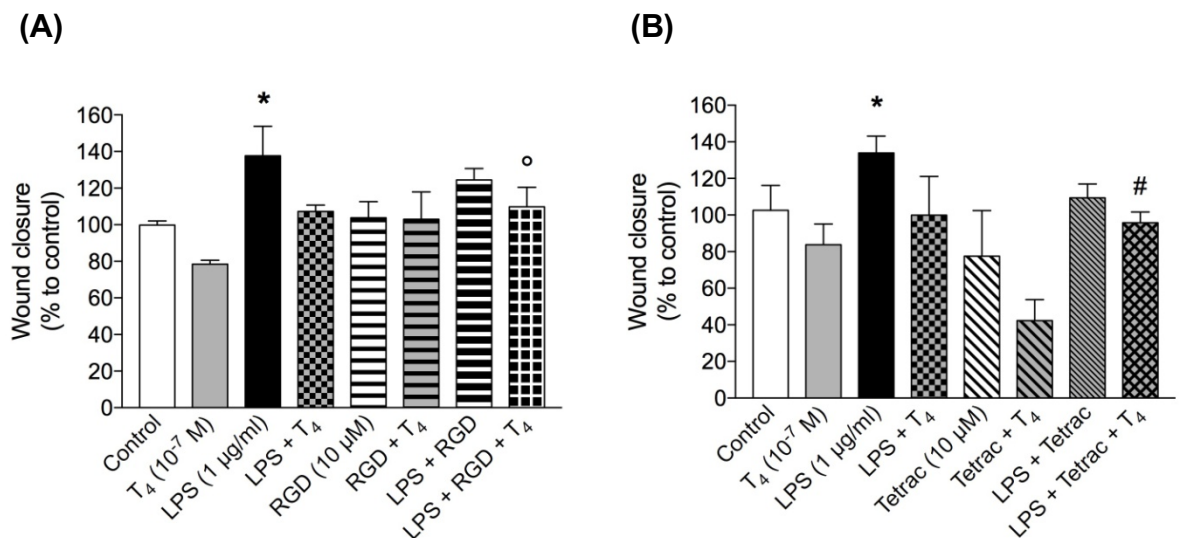 (A)
Wound closure
(% to control)
160
140
120
100
80
60
40
20
0
*
°
Control
T₄ (10⁻⁷ M)
LPS (1 µg/ml)
LPS + T₄
RGD (10 µM)
RGD + T₄
LPS + RGD
LPS + RGD + T₄
(B)
Wound closure
(% to control)
160
140
120
100
80
60
40
20
0
*
#
Control
T₄ (10⁻⁷ M)
LPS (1 µg/ml)
LPS + T₄
Tetrac (10 µM)
Tetrac + T₄
LPS + Tetrac
LPS + Tetrac + T₄